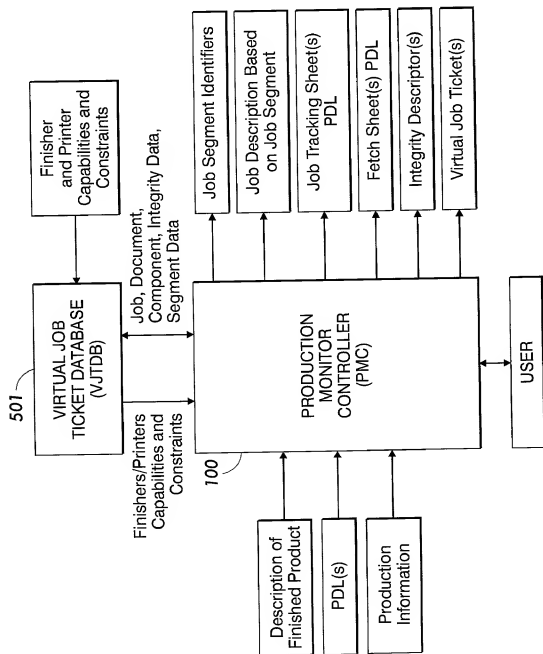 501
VIRTUAL JOB
TICKET DATABASE
(VJTDB)
Finisher
and Printer
Capabilities and
Constraints
Finishers/Printers
Capabilities and
Constraints
Job, Document,
Component, Integrity Data,
Segment Data
100
Description of
Finished Product
PDL(s)
Production
Information
PRODUCTION
MONITOR
CONTROLLER
(PMC)
Job Segment Identifiers
Job Description Based
on Job Segment
Job Tracking Sheet(s)
PDL
Fetch Sheet(s) PDL
Integrity Descriptor(s)
Virtual Job Ticket(s)
USER